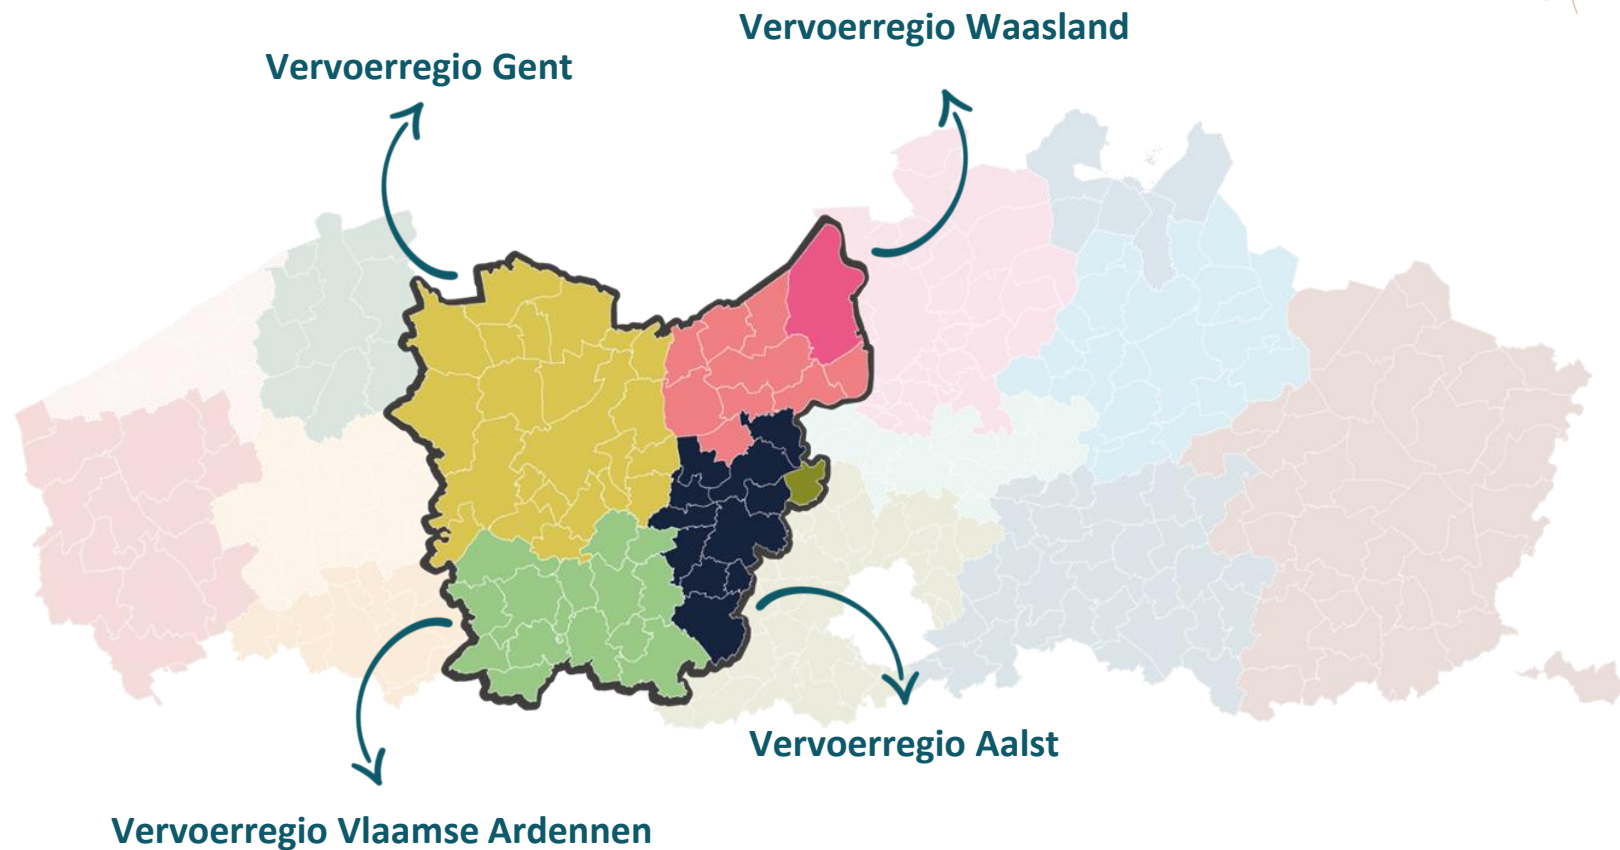 Vervoerregio Waasland
Vervoerregio Gent
Vervoerregio Aalst
Vervoerregio Vlaamse Ardennen